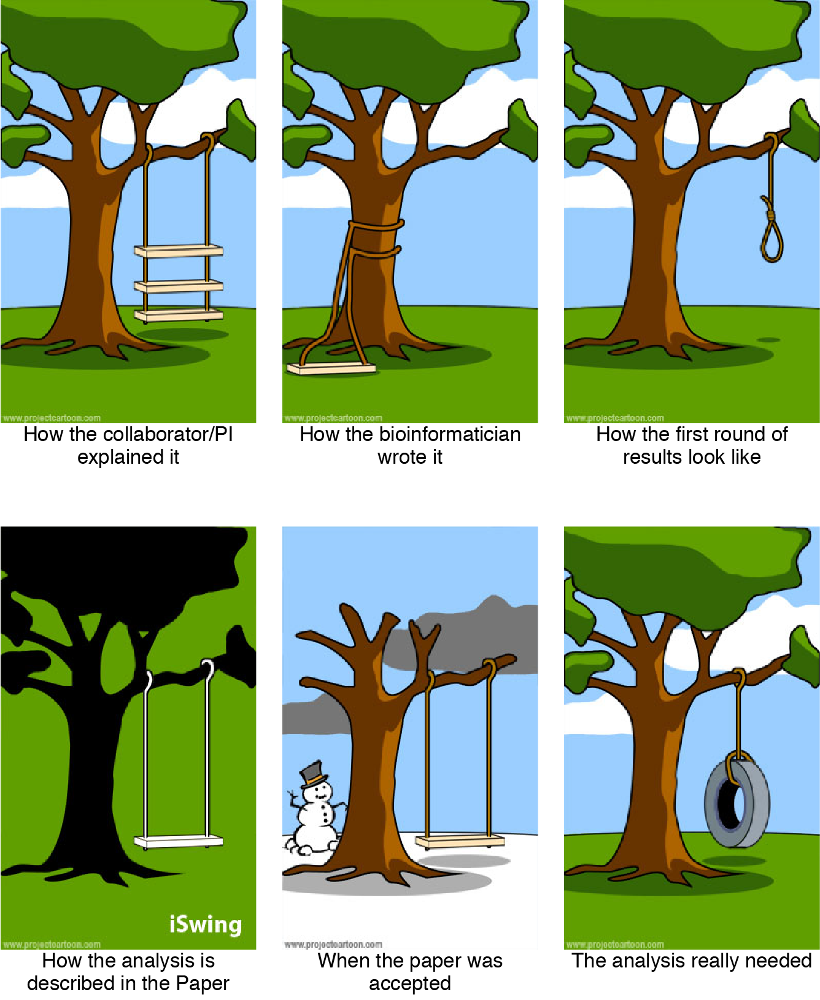 www.projectcartoon.com
www.projectcartoon.com
www.projectcartoon.com
How the collaborator/PI
explained it
How the bioinformatician
wrote it
How the first round of
results look like
iSwing
www.projectcartoon.com
www.projectcartoon.com
www.projectcartoon.com
How the analysis is
described in the Paper
When the paper was
accepted
The analysis really needed